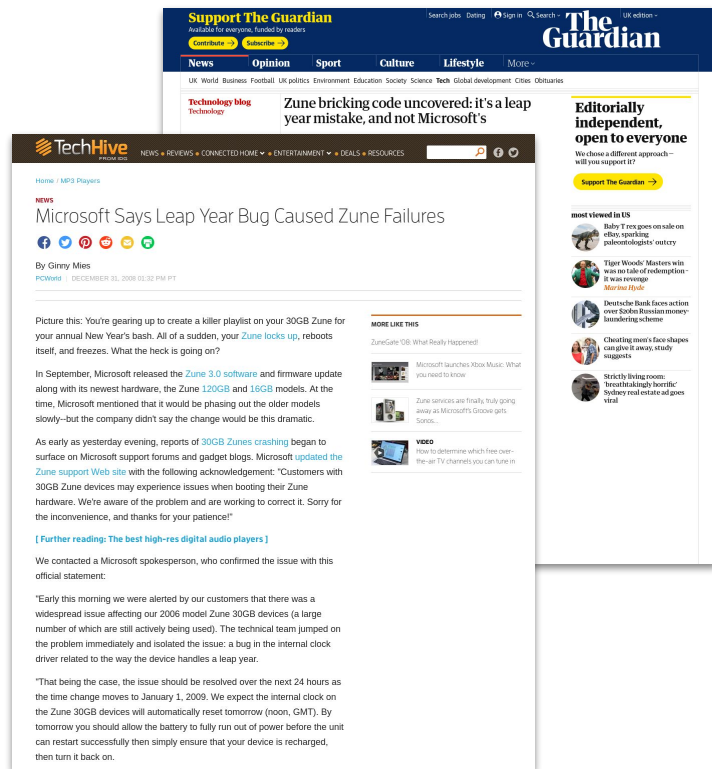 Support The Guardian
Available for everyone, funded by readers
Contribute →
Subscribe →
Search jobs Dating Sign in Search UK edition
The Guardian
News Opinion Sport Culture Lifestyle More
UK World Business Football UK politics Environment Education Society Science Tech Global development Cities Obituaries
Technology blog
Technology
Zune bricking code uncovered: it's a leap
year mistake, and not Microsoft's
Editorially
independent,
open to everyone
We chose a different approach—
will you support it?
Support The Guardian →
most viewed in US
Baby T rex goes on sale on
eBay, sparking
paleontologists' outcry
Tiger Woods' Masters win
was no tale of redemption –
it was revenge
Marina Hyde
Deutsche Bank faces action
over $20bn Russian money-
laundering scheme
Cheating men's face shapes
can give it away, study
suggests
Strictly living room:
'breathtakingly horrific'
Sydney real estate ad goes
viral
TechHive
FROM IDG
NEWS • REVIEWS • CONNECTED HOME • ENTERTAINMENT • DEALS • RESOURCES
Home / MP3 Players
NEWS
Microsoft Says Leap Year Bug Caused Zune Failures
By Ginny Mies
PCWorld | DECEMBER 31, 2008 01:32 PM PT
Picture this: You're gearing up to create a killer playlist on your 30GB Zune for
your annual New Year's bash. All of a sudden, your Zune locks up, reboots
itself, and freezes. What the heck is going on?
In September, Microsoft released the Zune 3.0 software and firmware update
along with its newest hardware, the Zune 120GB and 16GB models. At the
time, Microsoft mentioned that it would be phasing out the older models
slowly--but the company didn't say the change would be this dramatic.
As early as yesterday evening, reports of 30GB Zunes crashing began to
surface on Microsoft support forums and gadget blogs. Microsoft updated the
Zune support Web site with the following acknowledgement: "Customers with
30GB Zune devices may experience issues when booting their Zune
hardware. We're aware of the problem and are working to correct it. Sorry for
the inconvenience, and thanks for your patience!"
[ Further reading: The best high-res digital audio players ]
We contacted a Microsoft spokesperson, who confirmed the issue with this
official statement:
"Early this morning we were alerted by our customers that there was a
widespread issue affecting our 2006 model Zune 30GB devices (a large
number of which are still actively being used). The technical team jumped on
the problem immediately and isolated the issue: a bug in the internal clock
driver related to the way the device handles a leap year.
"That being the case, the issue should be resolved over the next 24 hours as
the time change moves to January 1, 2009. We expect the internal clock on
the Zune 30GB devices will automatically reset tomorrow (noon, GMT). By
tomorrow you should allow the battery to fully run out of power before the unit
can restart successfully then simply ensure that your device is recharged,
then turn it back on.
MORE LIKE THIS
ZuneGate '08: What Really Happened!
Microsoft launches Xbox Music: What
you need to know
Zune services are finally, truly going
away as Microsoft's Groove gets
Sonos...
VIDEO
How to determine which free over-
the-air TV channels you can tune in